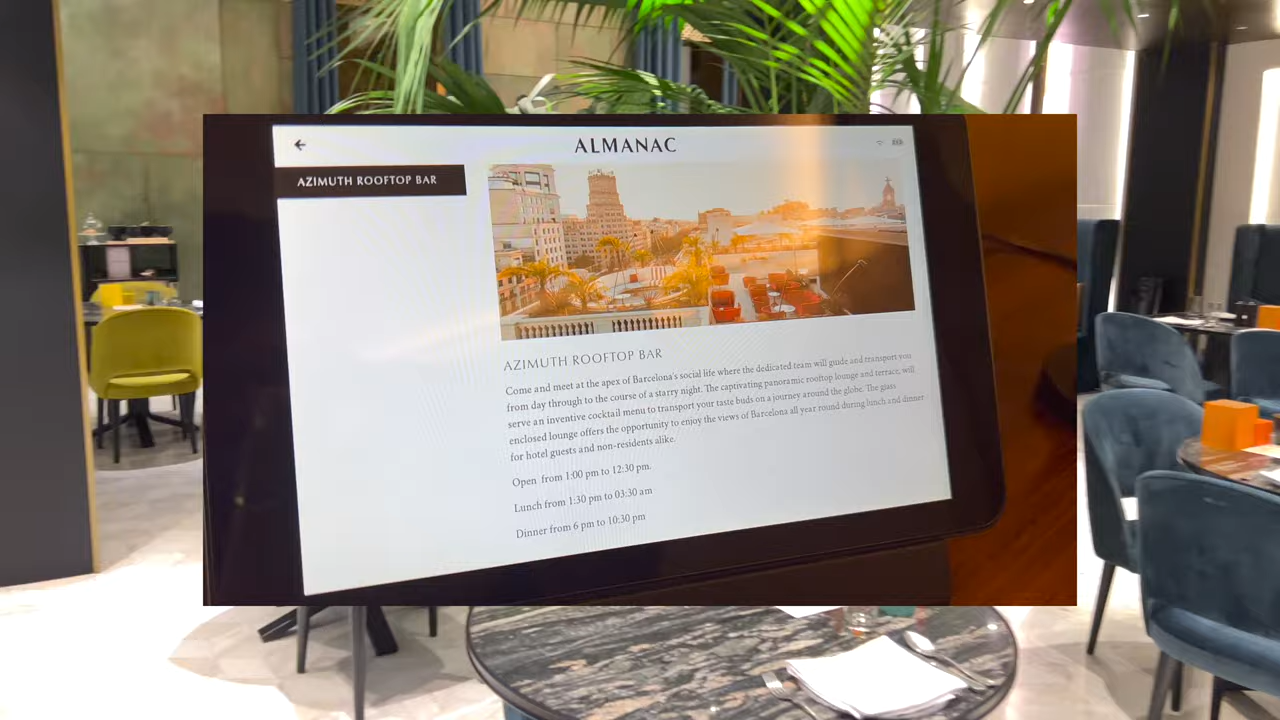 ALMANAC
AZIMUTH ROOFTOP BAR
AZIMUTH ROOFTOP BAR
Come and meet at the apex of Barcelona's social life where the dedicated team will guide and transport you
from day through to the course of a starry night. The captivating panoramic rooftop lounge and terrace, will
serve an inventive cocktail menu to transport your taste buds on a journey around the globe. The glass
enclosed lounge offers the opportunity to enjoy the views of Barcelona all year round during lunch and dinner
for hotel guests and non-residents alike.
Open from 1:00 pm to 12:30 pm.
Lunch from 1:30 pm to 03:30 am
Dinner from 6 pm to 10:30 pm